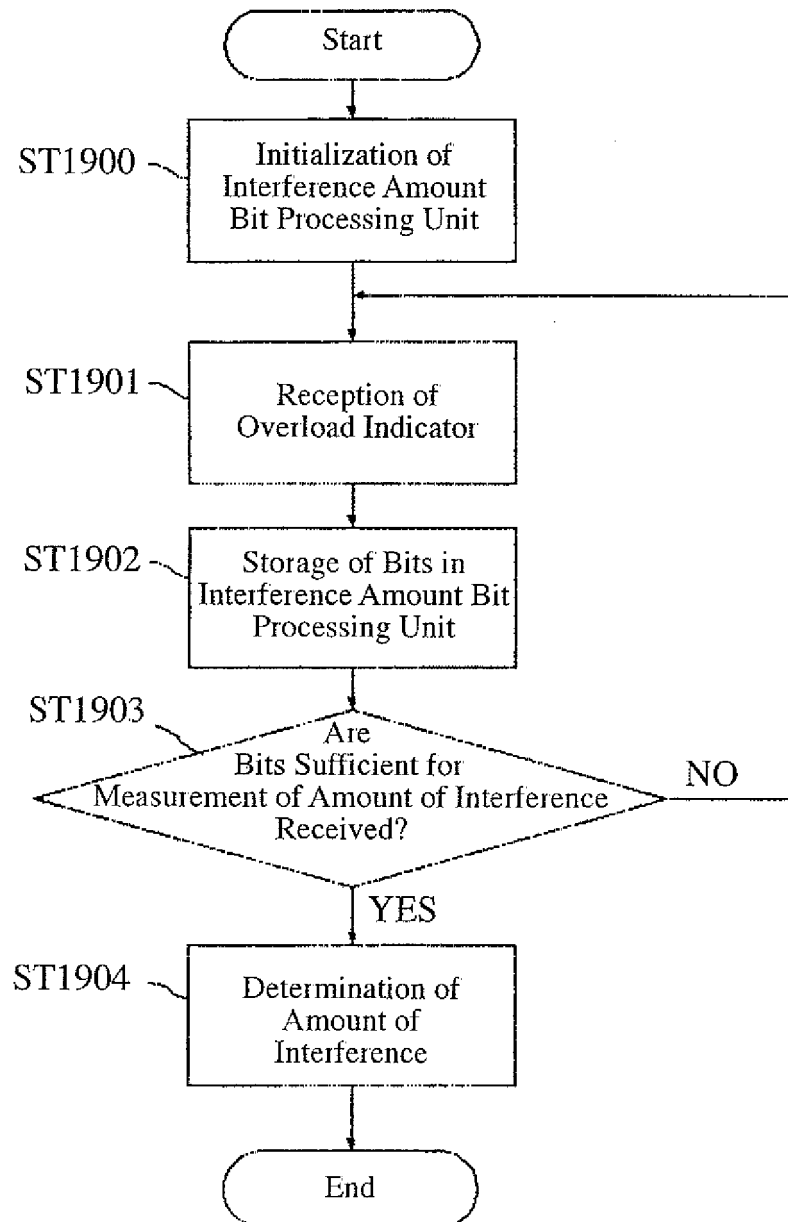 Start
ST1900
Initialization of
Interference Amount
Bit Processing Unit
ST1901
Reception of
Overload Indicator
ST1902
Storage of Bits in
Interference Amount Bit
Processing Unit
ST1903
Are
Bits Sufficient for
Measurement of Amount of Interference
Received?
NO
YES
ST1904
Determination of
Amount of
Interference
End